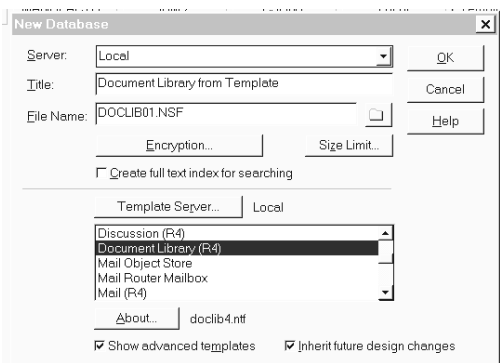 New Database
Server: Local OK
Title: Document Library from Template Cancel
File Name: DOCLIB01.NSF Help
Encryption... Size Limit...
Create full text index for searching
Template Server... Local
Discussion (R4)
Document Library (R4)
Mail Object Store
Mail Router Mailbox
Mail (R4)
About... doclib4.ntf
Show advanced templates Inherit future design changes